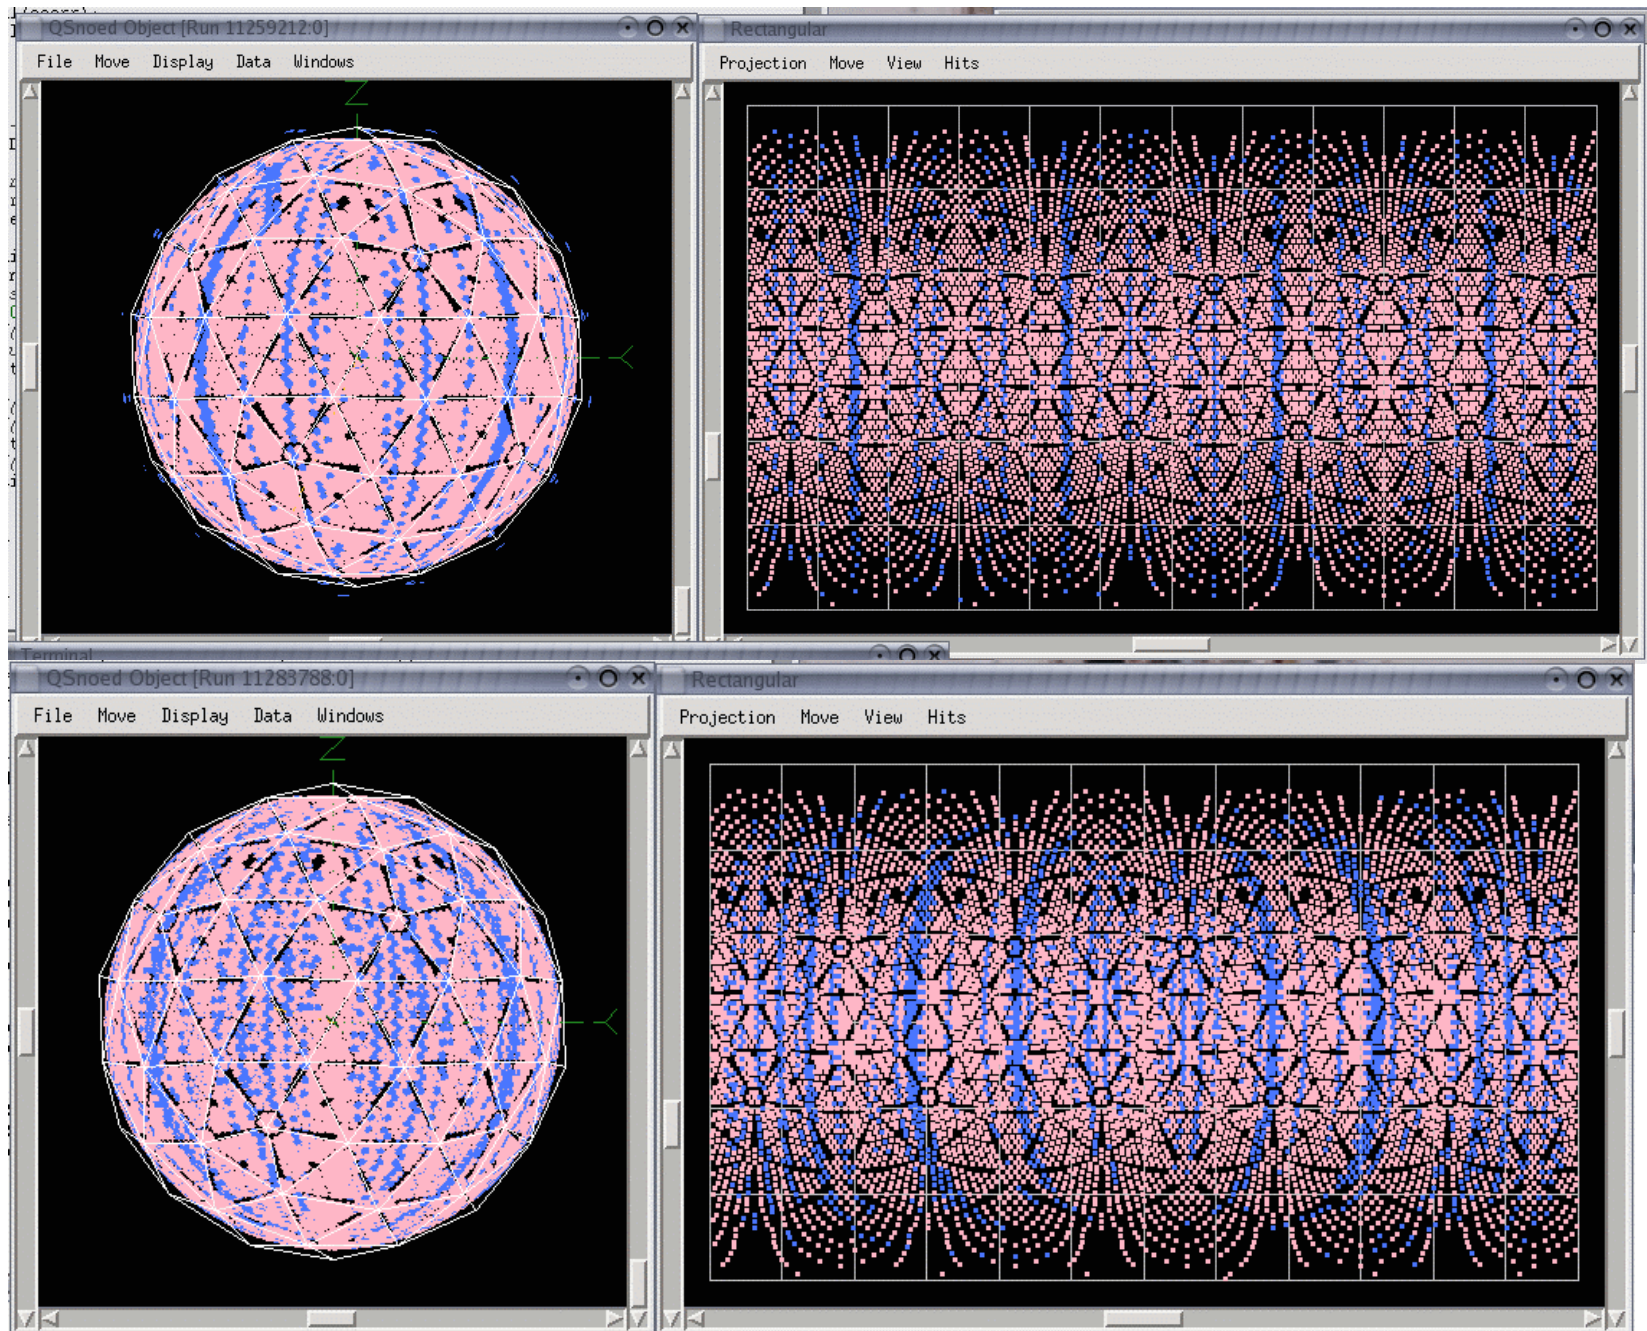 QSnoed Object [Run 11259212:0]
File Move Display Data Windows
Z
Y
Rectangular
Projection Move View Hits
Terminal
QSnoed Object [Run 11283788:0]
File Move Display Data Windows
Z
Y
Rectangular
Projection Move View Hits